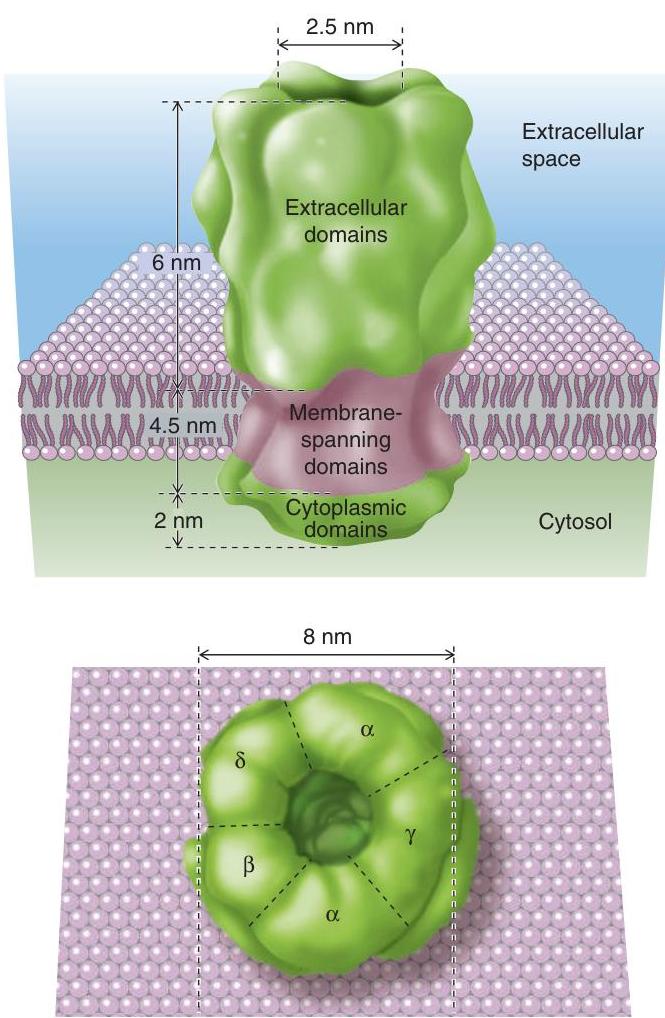 2.5 nm
Extracellular
space
Extracellular
domains
6 nm
4.5 nm
Membrane-
spanning
domains
2 nm
Cytoplasmic
domains
Cytosol
8 nm
α
δ
γ
β
α